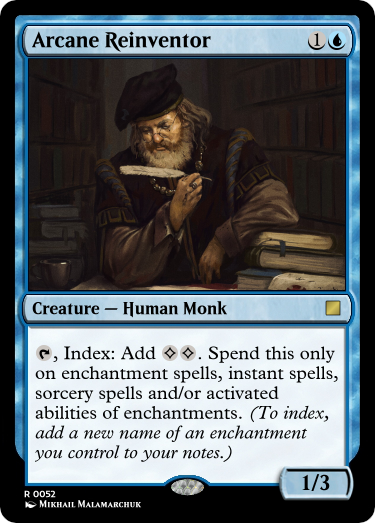 Arcane Reinventor 1
Creature — Human Monk
, Index: Add . Spend this only
on enchantment spells, instant spells,
sorcery spells and/or activated
abilities of enchantments. (To index,
add a new name of an enchantment
you control to your notes.)
1/3
R 0052
Mikhail Malamarchuk